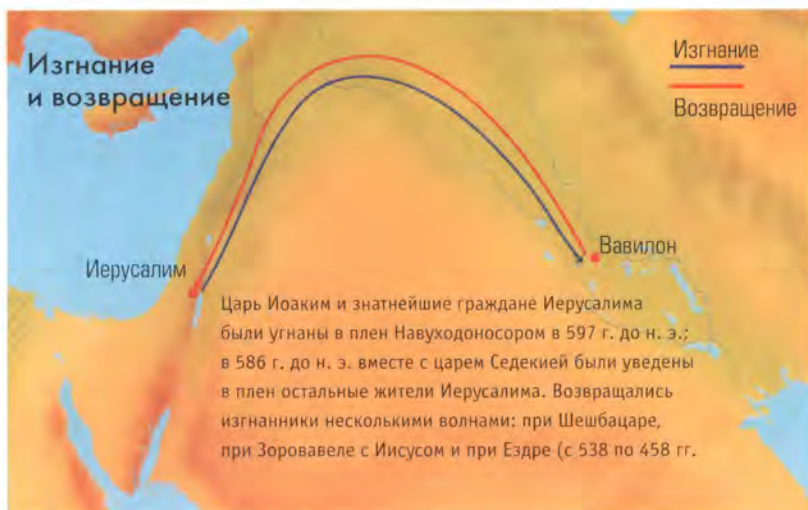 Изгнание
и возвращение
Изгнание
Возвращение
Иерусалим
Вавилон
Царь Иоаким и знатнейшие граждане Иерусалима
были угнаны в плен Навуходоносором в 597 г. до н. э.;
в 586 г. до н. э. вместе с царем Седекией были уведены
в плен остальные жители Иерусалима. Возвращались
изгнанники несколькими волнами: при Шешбацаре,
при Зоровавеле с Иисусом и при Ездре (с 538 по 458 гг.